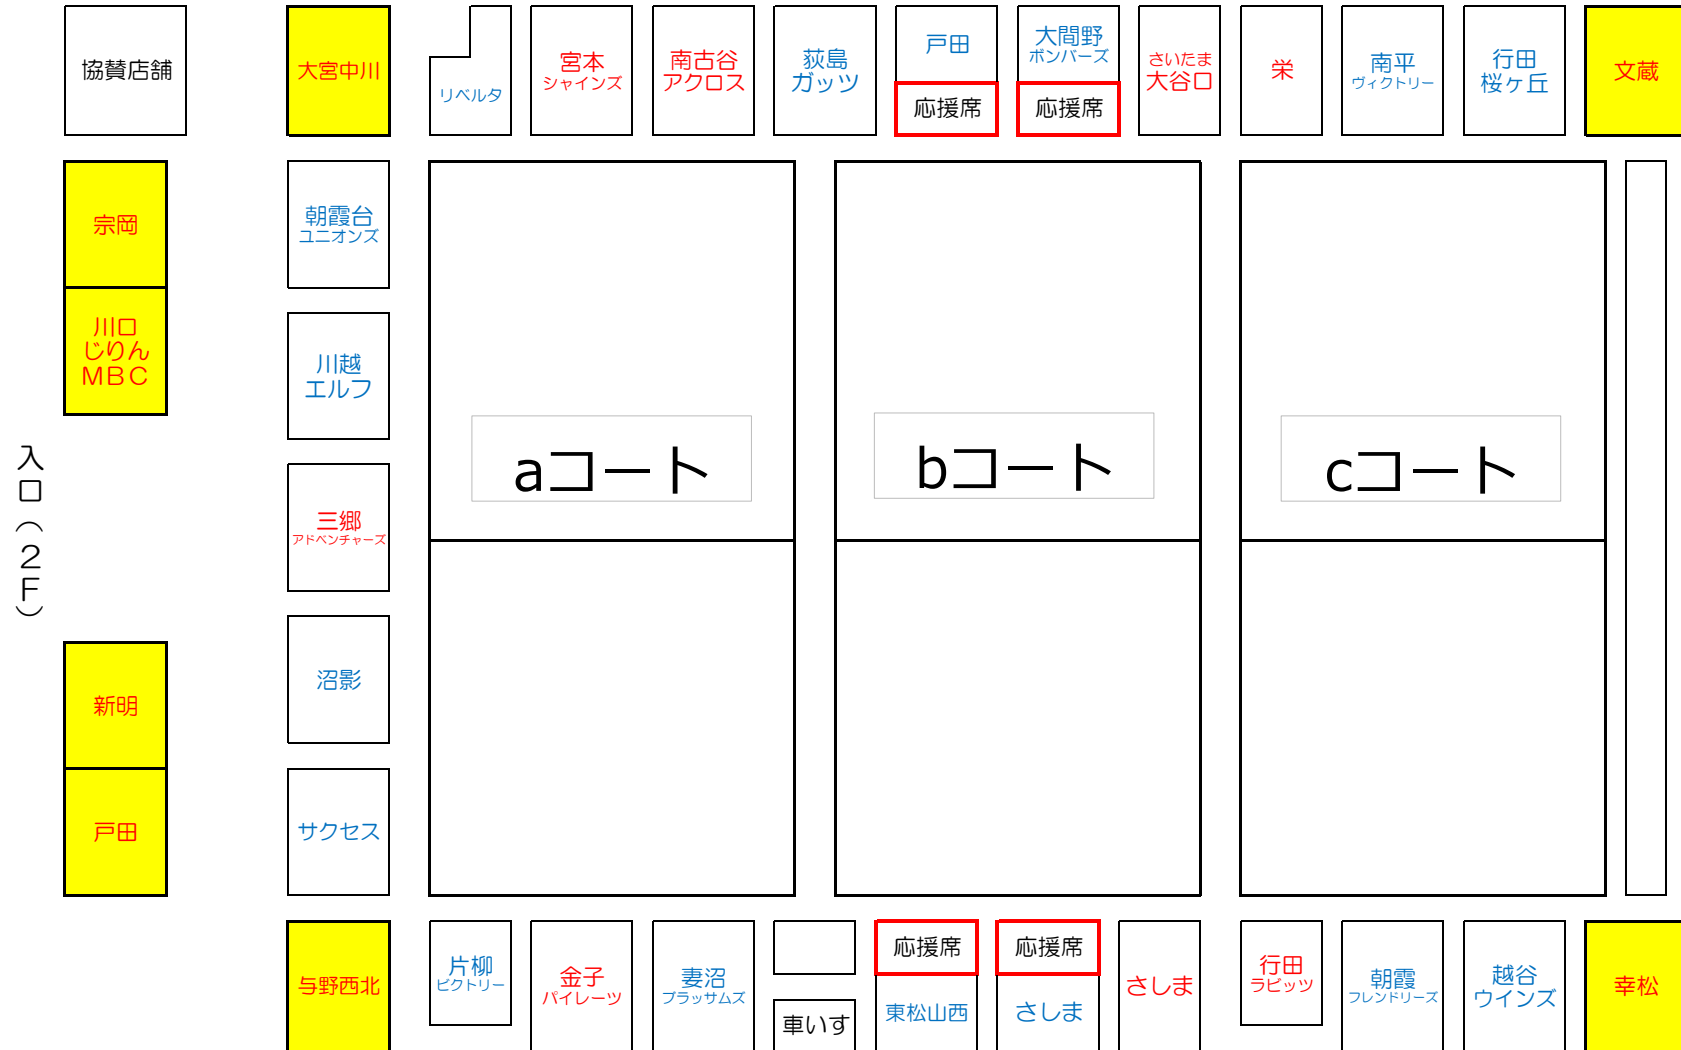 協賛店舗
大宮中川
リベルタ
宮本
シャインズ
南古谷
アクロス
荻島
ガッツ
戸田
応援席
大間野
ボンバーズ
応援席
さいたま
大谷口
栄
南平
ヴィクトリー
行田
桜ヶ丘
文蔵
宗岡
川口
じりん
MBC
入口(2F)
新明
戸田
朝霞台
ユニオンズ
川越
エルフ
三郷
アドベンチャーズ
沼影
サクセス
aコート
bコート
cコート
与野西北
片柳
ビクトリー
金子
パイレーツ
妻沼
ブラッサムズ
車いす
応援席
東松山西
応援席
さしま
さしま
行田
ラビッツ
朝霞
フレンドリーズ
越谷
ウインズ
幸松